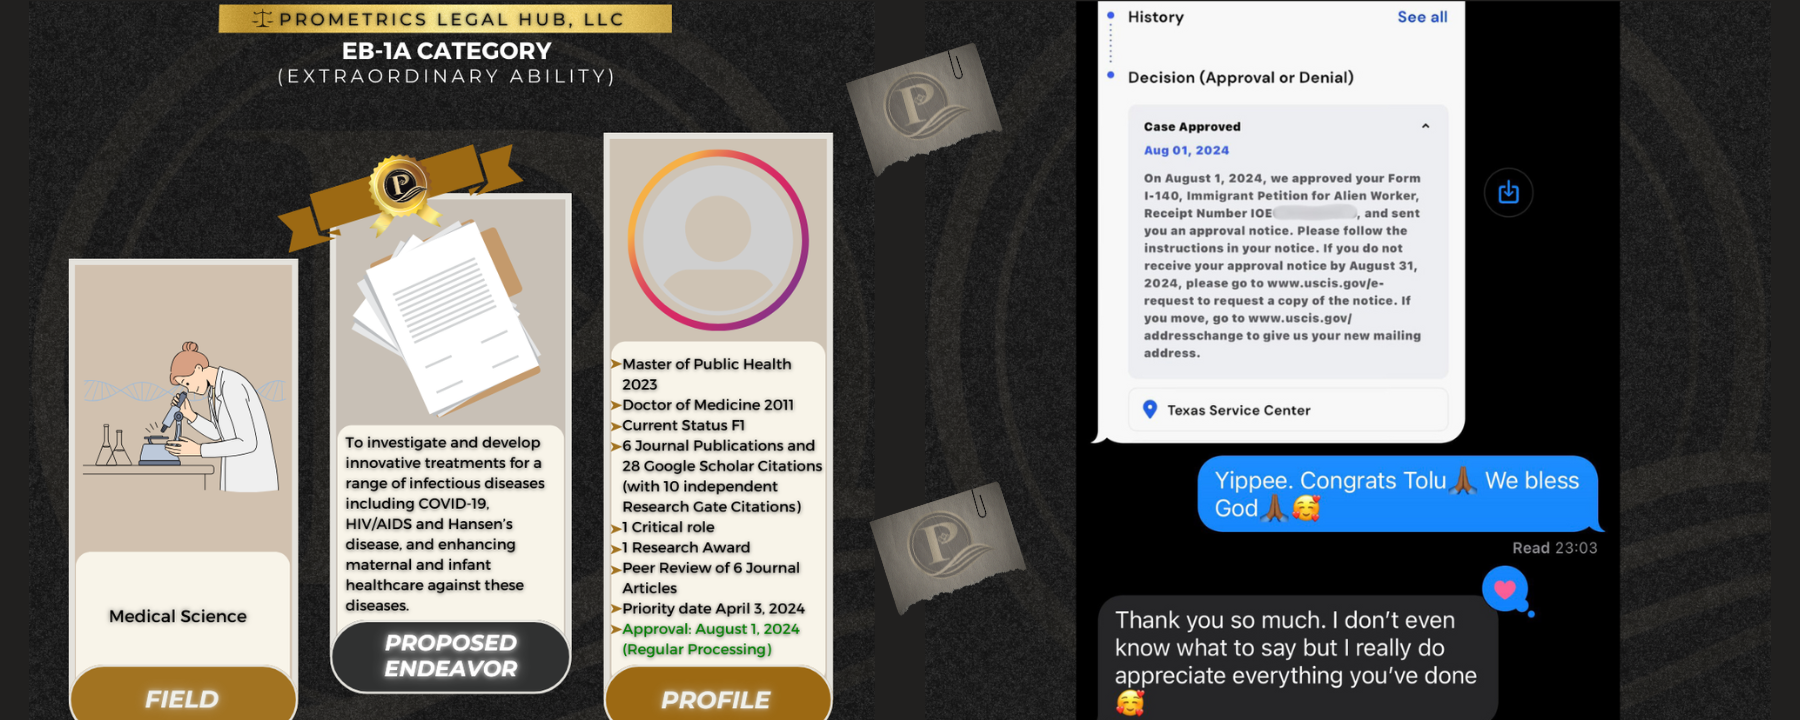 PROMETRICS LEGAL HUB, LLC
EB-1A CATEGORY
(EXTRAORDINARY ABILITY)
Medical Science
FIELD
To investigate and develop
innovative treatments for a
range of infectious diseases
including COVID-19,
HIV/AIDS and Hansen's
disease, and enhancing
maternal and infant
healthcare against these
diseases.
PROPOSED
ENDEAVOR
Master of Public Health
2023
Doctor of Medicine 2011
Current Status F1
6 Journal Publications and
28 Google Scholar Citations
(with 10 independent
Research Gate Citations)
1 Critical role
1 Research Award
Peer Review of 6 Journal
Articles
Priority date April 3, 2024
Approval: August 1, 2024
(Regular Processing)
PROFILE
P
P
P
History
See all
Decision (Approval or Denial)
Case Approved
Aug 01, 2024
On August 1, 2024, we approved your Form
I-140, Immigrant Petition for Alien Worker,
Receipt Number IOE , and sent
you an approval notice. Please follow the
instructions in your notice. If you do not
receive your approval notice by August 31,
2024, please go to www.uscis.gov/e-
request to request a copy of the notice. If
you move, go to www.uscis.gov/
addresschange to give us your new mailing
address.
Texas Service Center
Yippee. Congrats Tolu🙏🏾 We bless
God🙏🏾🥰
Read 23:03
Thank you so much. I don't even
know what to say but I really do
appreciate everything you've done
🥰